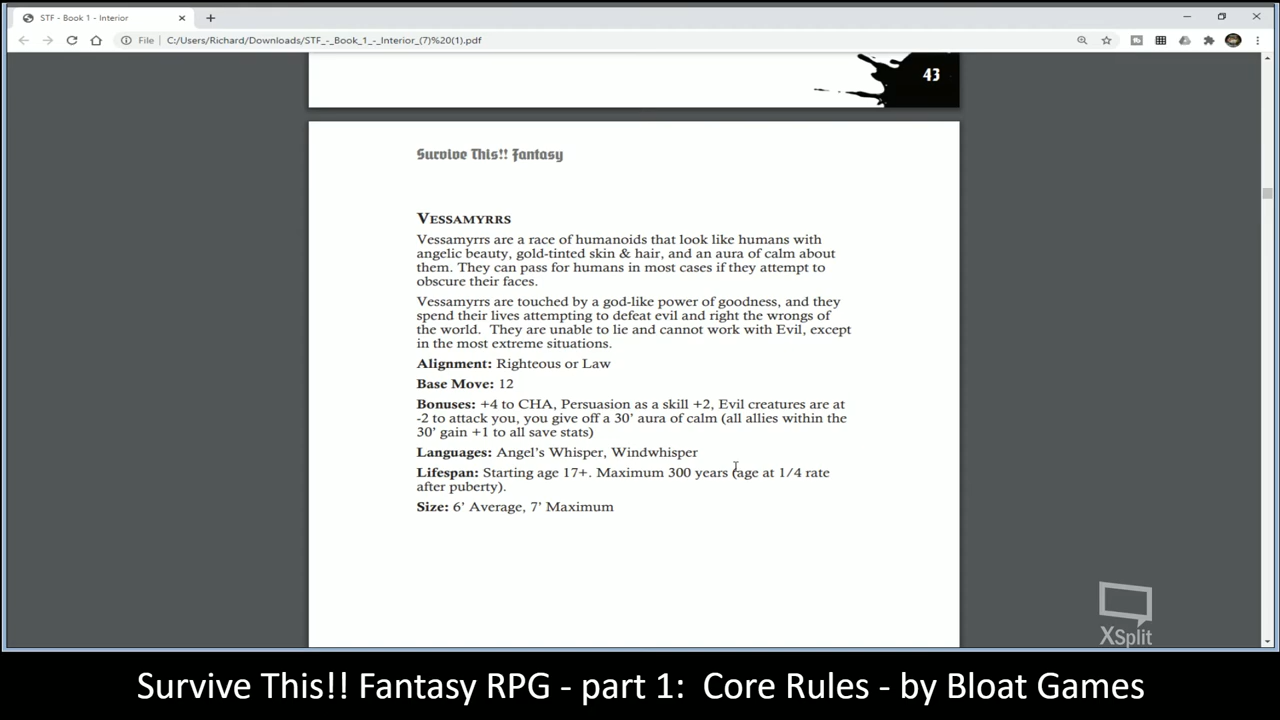 STF - Book 1 - Interior
File
C:/Users/Richard/Downloads/STF_-_Book_1_-_Interior_(7)%20(1).pdf
43
Survive This!! Fantasy
VESSAMYRRS
Vessamyrrs are a race of humanoids that look like humans with
angelic beauty, gold-tinted skin & hair, and an aura of calm about
them. They can pass for humans in most cases if they attempt to
obscure their faces.
Vessamyrrs are touched by a god-like power of goodness, and they
spend their lives attempting to defeat evil and right the wrongs of
the world.  They are unable to lie and cannot work with Evil, except
in the most extreme situations.
Alignment: Righteous or Law
Base Move: 12
Bonuses: +4 to CHA, Persuasion as a skill +2, Evil creatures are at
-2 to attack you, you give off a 30’ aura of calm (all allies within the
30’ gain +1 to all save stats)
Languages: Angel’s Whisper, Windwhisper
Lifespan: Starting age 17+. Maximum 300 years (age at 1/4 rate
after puberty).
Size: 6’ Average, 7’ Maximum
XSplit
Survive This!! Fantasy RPG - part 1:  Core Rules - by Bloat Games